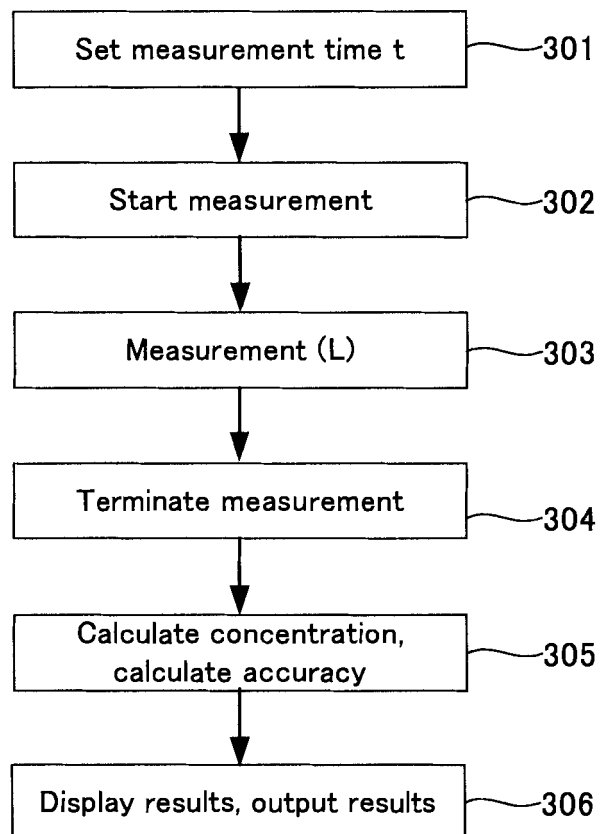 Set measurement time t
301
Start measurement
302
Measurement (L)
303
Terminate measurement
304
Calculate concentration,
calculate accuracy
305
Display results, output results
306